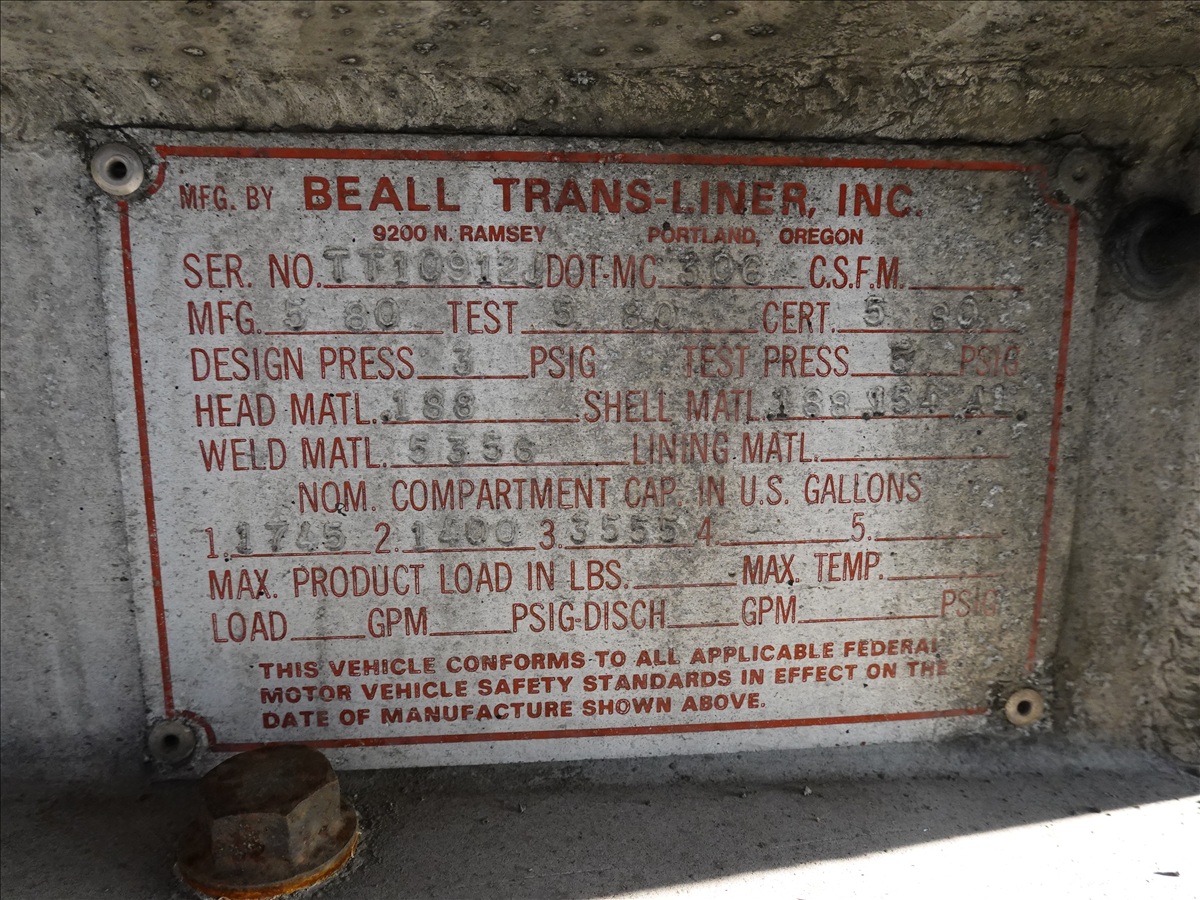 MFG. BY BEALL TRANS-LINER, INC.
9200 N. RAMSEY PORTLAND, OREGON
SER. NO. TT10912J DOT-MC 306 C.S.F.M.
MFG. 5 80 TEST 5 80 CERT. 5 80
DESIGN PRESS 3 PSIG TEST PRESS PSIG
HEAD MATL. .188 SHELL MATL. .188 .154 AL
WELD MATL. 5356 LINING MATL.
NOM. COMPARTMENT CAP. IN U.S. GALLONS
1. 1745 2. 1400 3. 3555 4. 5.
MAX. PRODUCT LOAD IN LBS. MAX. TEMP.
LOAD GPM PSIG-DISCH GPM PSIG
THIS VEHICLE CONFORMS TO ALL APPLICABLE FEDERAL
MOTOR VEHICLE SAFETY STANDARDS IN EFFECT ON THE
DATE OF MANUFACTURE SHOWN ABOVE.